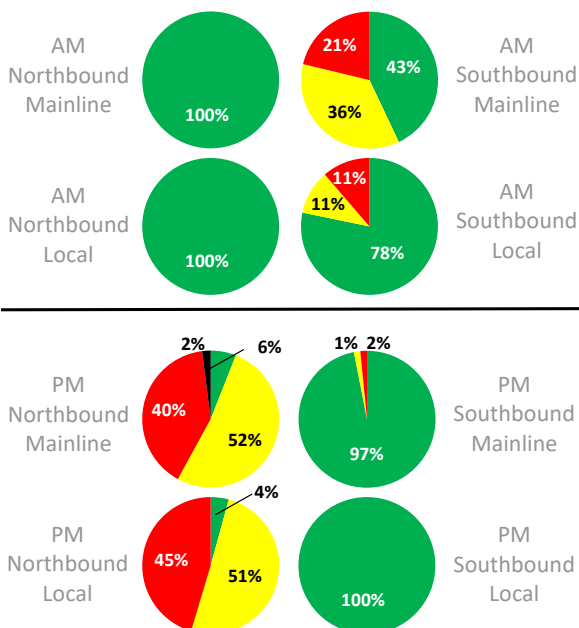 AM
Northbound
Mainline
100%
21%
43%
36%
AM
Southbound
Mainline
AM
Northbound
Local
100%
11%
11%
78%
AM
Southbound
Local
PM
Northbound
Mainline
2%
6%
40%
52%
1%
2%
97%
PM
Southbound
Mainline
PM
Northbound
Local
4%
45%
51%
100%
PM
Southbound
Local